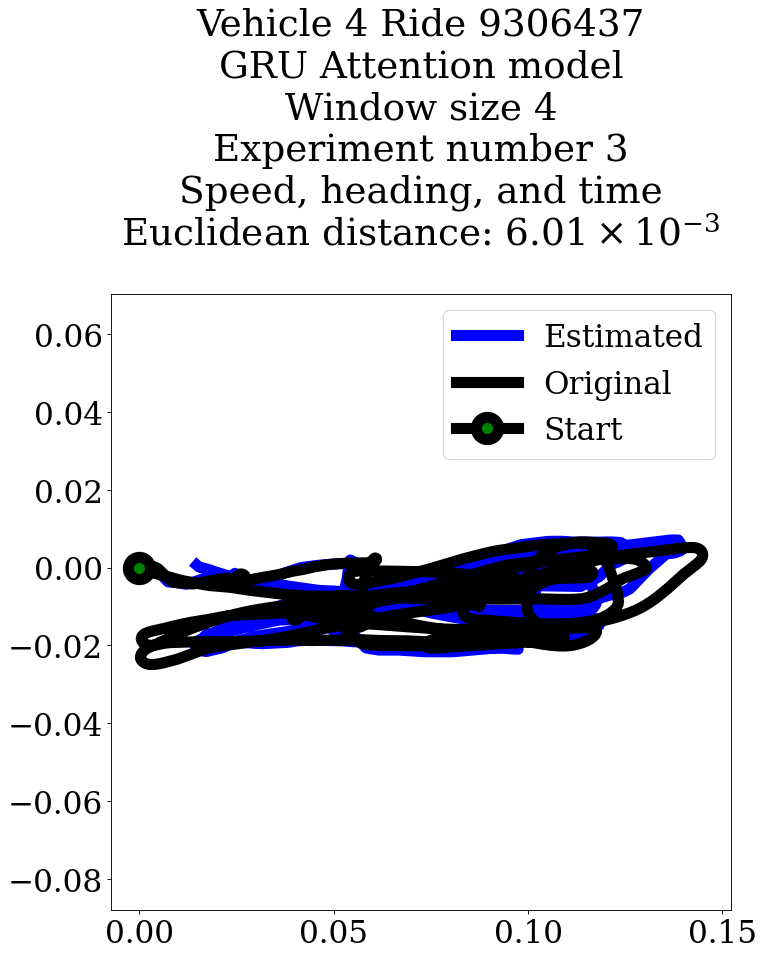 Vehicle 4 Ride 9306437
GRU Attention model
Window size 4
Experiment number 3
Speed, heading, and time
Euclidean distance: 6.01 × 10⁻³
Estimated
Original
Start
0.06
0.04
0.02
0.00
−0.02
−0.04
−0.06
−0.08
0.00 0.05 0.10 0.15